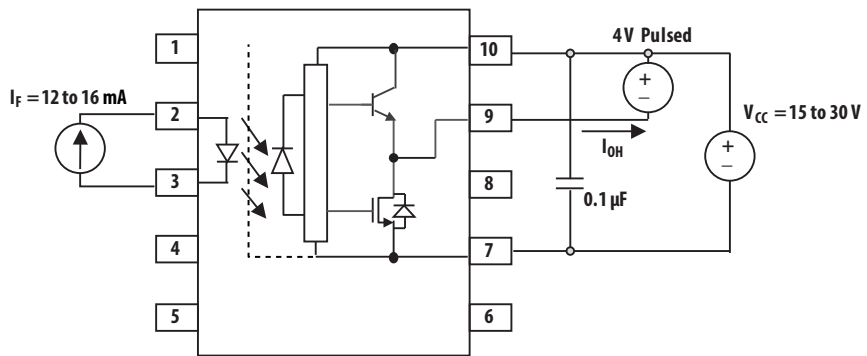 1
2
3
4
5
10
9
8
7
6
I_F = 12 to 16 mA
4V Pulsed
+
−
I_OH
0.1 µF
V_CC = 15 to 30 V
+
−